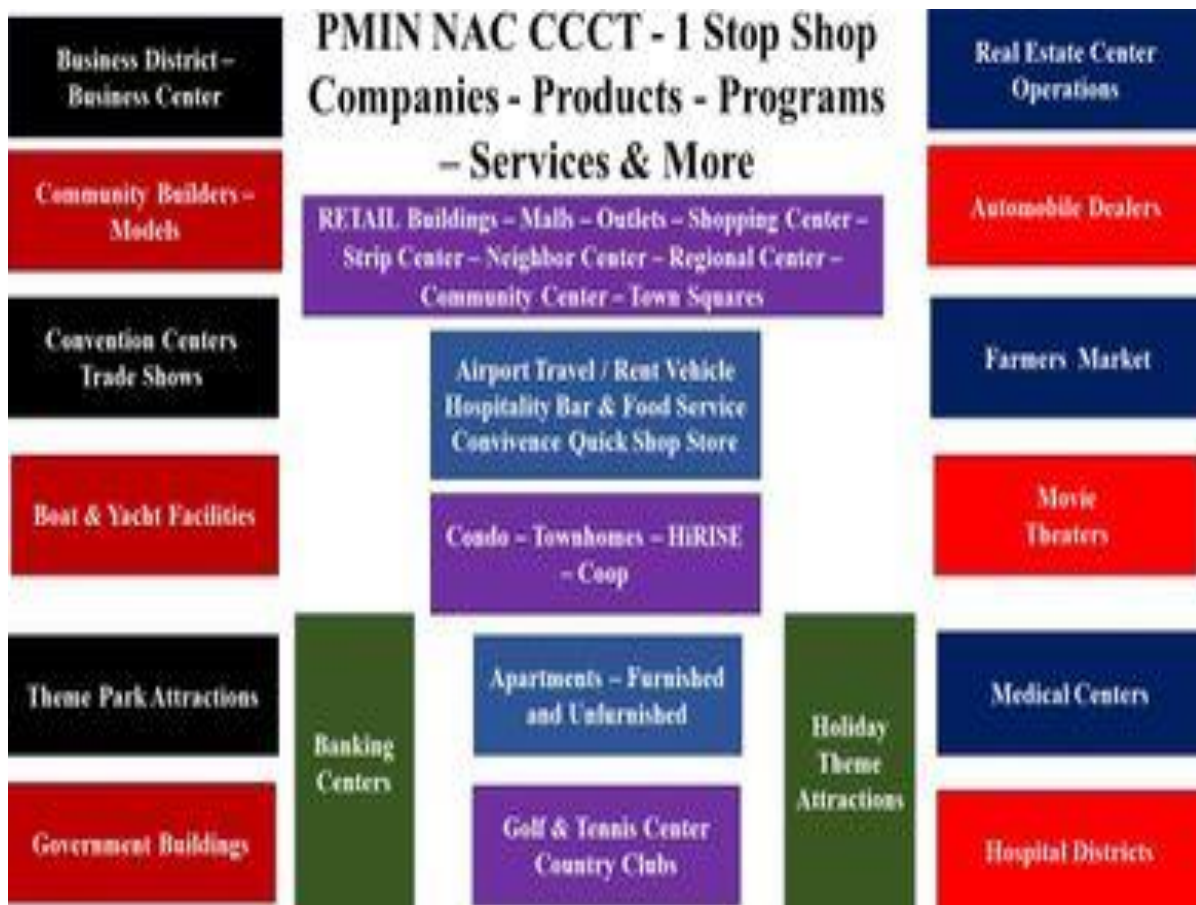 PMIN NAC CCCT - 1 Stop Shop
Companies - Products - Programs
– Services & More
Business District –
Business Center
Community Builders –
Models
Convention Centers
Trade Shows
Boat & Yacht Facilities
Theme Park Attractions
Government Buildings
RETAIL Buildings – Malls – Outlets – Shopping Center –
Strip Center – Neighbor Center – Regional Center –
Community Center – Town Squares
Airport Travel / Rent Vehicle
Hospitality Bar & Food Service
Convivence Quick Shop Store
Condo – Townhomes – HiRISE
– Coop
Banking
Centers
Apartments – Furnished
and Unfurnished
Golf & Tennis Center
Country Clubs
Holiday
Theme
Attractions
Real Estate Center
Operations
Automobile Dealers
Farmers Market
Movie
Theaters
Medical Centers
Hospital Districts